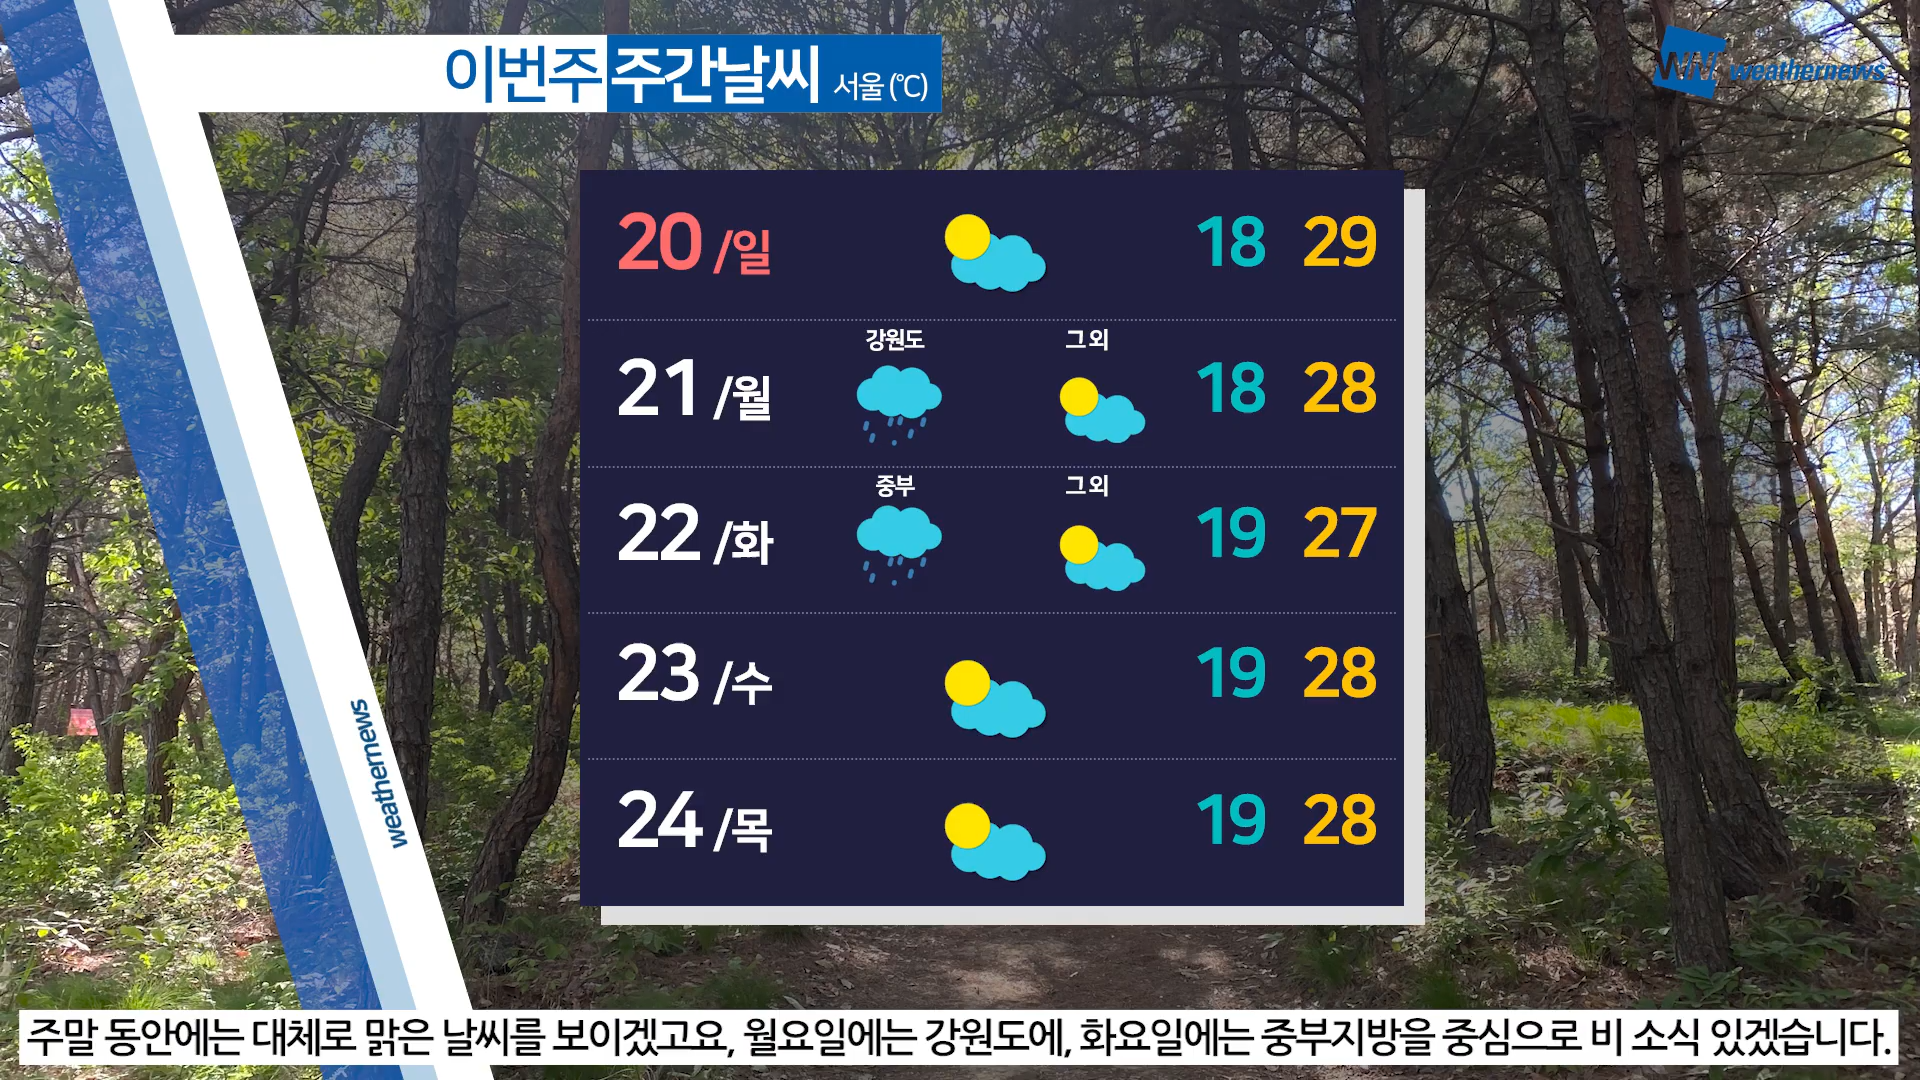 이번주 주간날씨 서울 (℃)
WNI weathernews
20 /일 18 29
강원도 그 외
21 /월 18 28
중부 그 외
22 /화 19 27
23 /수 19 28
24 /목 19 28
weathernews
주말 동안에는 대체로 맑은 날씨를 보이겠고요, 월요일에는 강원도에, 화요일에는 중부지방을 중심으로 비 소식 있겠습니다.